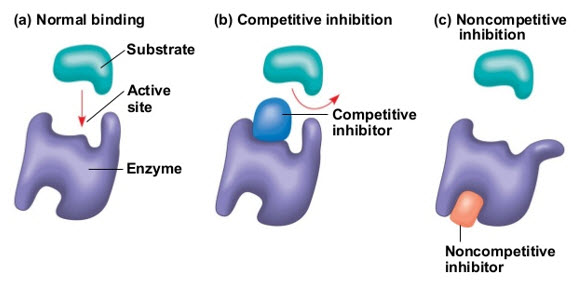 (a) Normal binding
Substrate
Active
site
Enzyme
(b) Competitive inhibition
Competitive
inhibitor
(c) Noncompetitive
inhibition
Noncompetitive
inhibitor